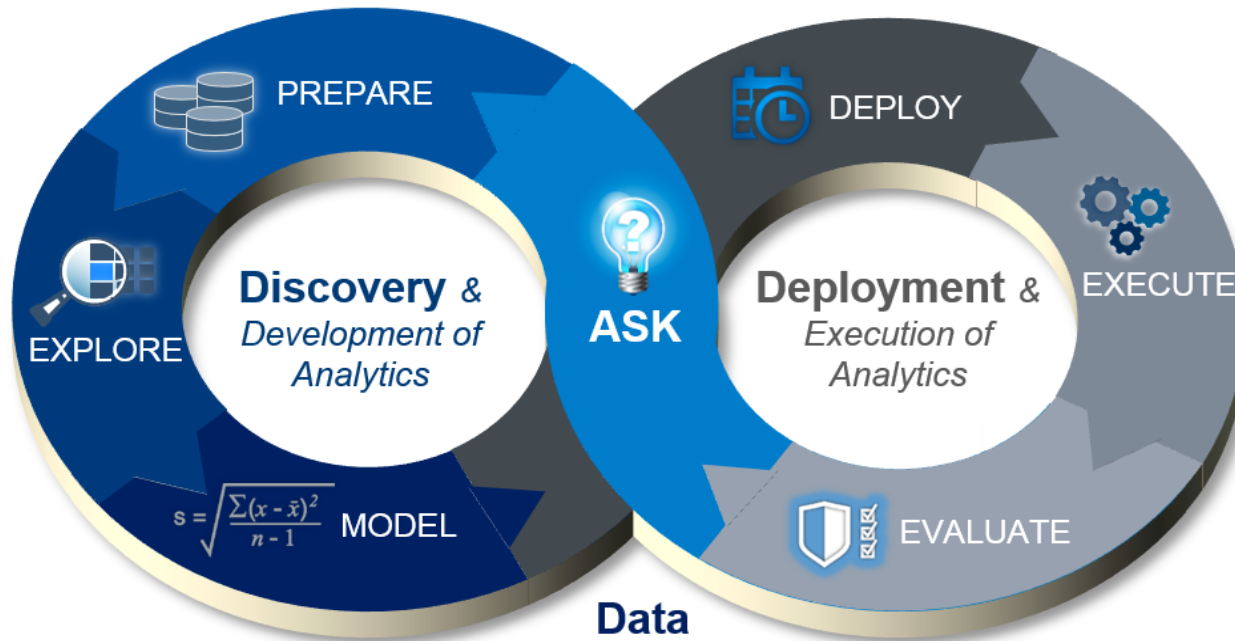 PREPARE
DEPLOY
?
Discovery &
Development of
Analytics
ASK
Deployment &
Execution of
Analytics
EXPLORE
EXECUTE
s = √(∑(x - x̄)² / (n - 1))
MODEL
EVALUATE
Data